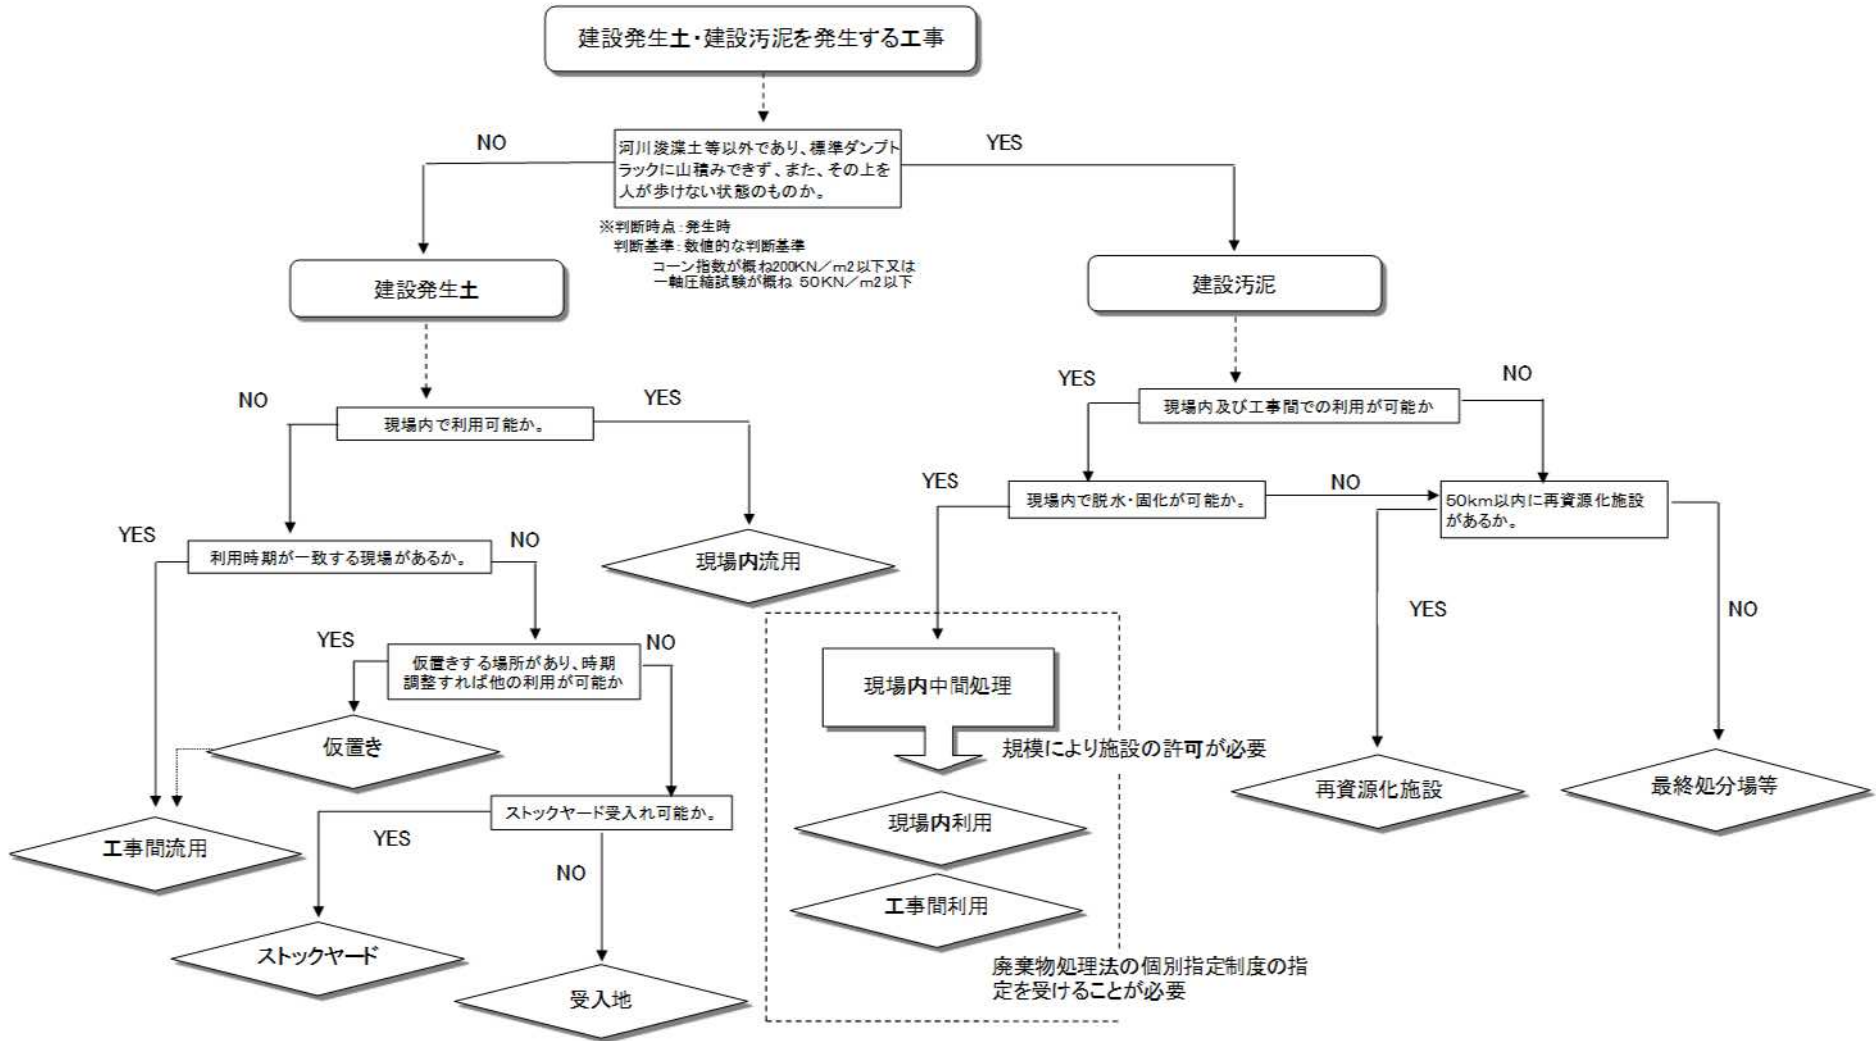 建設発生土・建設汚泥を発生する工事
NO
YES
河川浚渫土等以外であり、標準ダンプト
ラックに山積みできず、また、その上を
人が歩けない状態のものか。
※判断時点：発生時
判断基準：数値的な判断基準
コーン指数が概ね200KN／m2以下又は
一軸圧縮試験が概ね 50KN／m2以下
建設発生土
建設汚泥
NO
YES
現場内で利用可能か。
YES
NO
現場内及び工事間での利用が可能か
YES
NO
利用時期が一致する現場があるか。
現場内流用
YES
現場内で脱水・固化が可能か。
NO
50km以内に再資源化施設
があるか。
YES
NO
YES
NO
仮置きする場所があり、時期
調整すれば他の利用が可能か
仮置き
現場内中間処理
規模により施設の許可が必要
再資源化施設
最終処分場等
ストックヤード受入れ可能か。
YES
NO
工事間流用
現場内利用
工事間利用
ストックヤード
受入地
廃棄物処理法の個別指定制度の指
定を受けることが必要